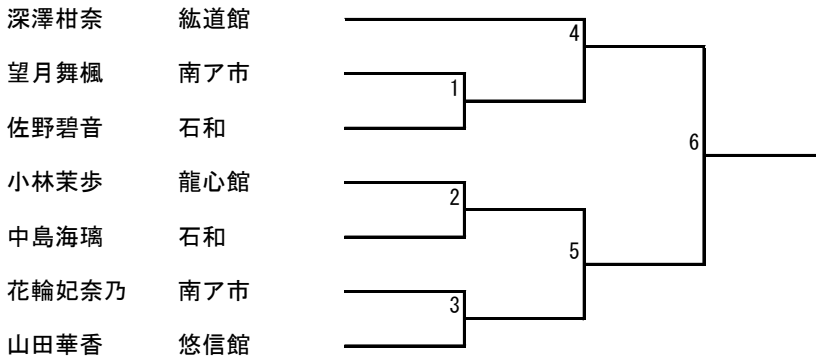 深澤柑奈 紘道館
4
望月舞楓 南ア市
1
佐野碧音 石和
6
小林茉歩 龍心館
2
中島海璃 石和
5
花輪妃奈乃 南ア市
3
山田華香 悠信館